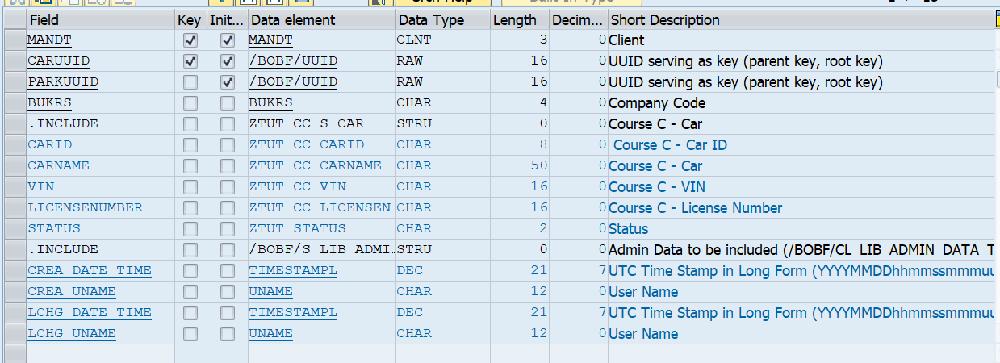 Field Key Init... Data element Data Type Length Decim... Short Description
MANDT MANDT CLNT 3 0 Client
CARUUID /BOBF/UUID RAW 16 0 UUID serving as key (parent key, root key)
PARKUUID /BOBF/UUID RAW 16 0 UUID serving as key (parent key, root key)
BUKRS BUKRS CHAR 4 0 Company Code
.INCLUDE ZTUT_CC_S_CAR STRU 0 0 Course C - Car
CARID ZTUT_CC_CARID CHAR 8 0 Course C - Car ID
CARNAME ZTUT_CC_CARNAME CHAR 50 0 Course C - Car
VIN ZTUT_CC_VIN CHAR 16 0 Course C - VIN
LICENSENUMBER ZTUT_CC_LICENSEN... CHAR 16 0 Course C - License Number
STATUS ZTUT_STATUS CHAR 2 0 Status
.INCLUDE /BOBF/S_LIB_ADMI... STRU 0 0 Admin Data to be included (/BOBF/CL_LIB_ADMIN_DATA_T
CREA_DATE_TIME TIMESTAMPL DEC 21 7 UTC Time Stamp in Long Form (YYYYMMDDhhmmssmmmuu
CREA_UNAME UNAME CHAR 12 0 User Name
LCHG_DATE_TIME TIMESTAMPL DEC 21 7 UTC Time Stamp in Long Form (YYYYMMDDhhmmssmmmuu
LCHG_UNAME UNAME CHAR 12 0 User Name